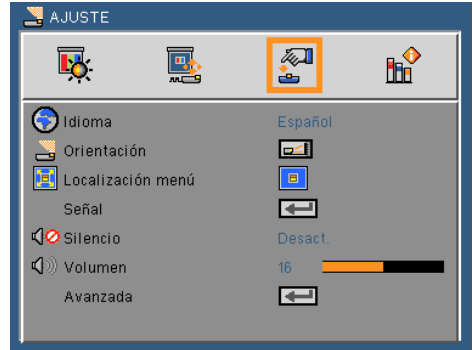 AJUSTE
Idioma Español
Orientación
Localización menú
Señal
Silencio Desact.
Volumen 16
Avanzada